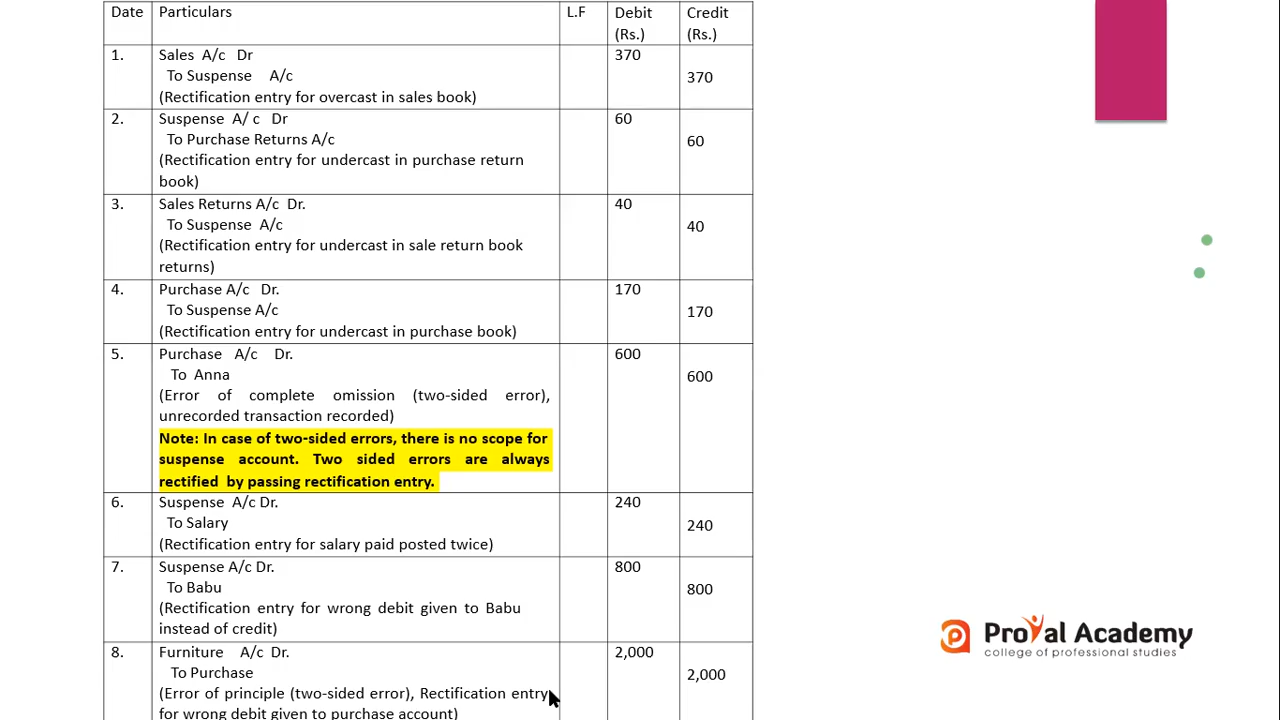 Date Particulars L.F Debit Credit
(Rs.) (Rs.)
1. Sales A/c Dr 370
To Suspense A/c 370
(Rectification entry for overcast in sales book)
2. Suspense A/ c Dr 60
To Purchase Returns A/c 60
(Rectification entry for undercast in purchase return
book)
3. Sales Returns A/c Dr. 40
To Suspense A/c 40
(Rectification entry for undercast in sale return book
returns)
4. Purchase A/c Dr. 170
To Suspense A/c 170
(Rectification entry for undercast in purchase book)
5. Purchase A/c Dr. 600
To Anna 600
(Error of complete omission (two-sided error),
unrecorded transaction recorded)
Note: In case of two-sided errors, there is no scope for
suspense account. Two sided errors are always
rectified by passing rectification entry.
6. Suspense A/c Dr. 240
To Salary 240
(Rectification entry for salary paid posted twice)
7. Suspense A/c Dr. 800
To Babu 800
(Rectification entry for wrong debit given to Babu
instead of credit)
8. Furniture A/c Dr. 2,000
To Purchase 2,000
(Error of principle (two-sided error), Rectification entry
for wrong debit given to purchase account)
ProVal Academy
college of professional studies